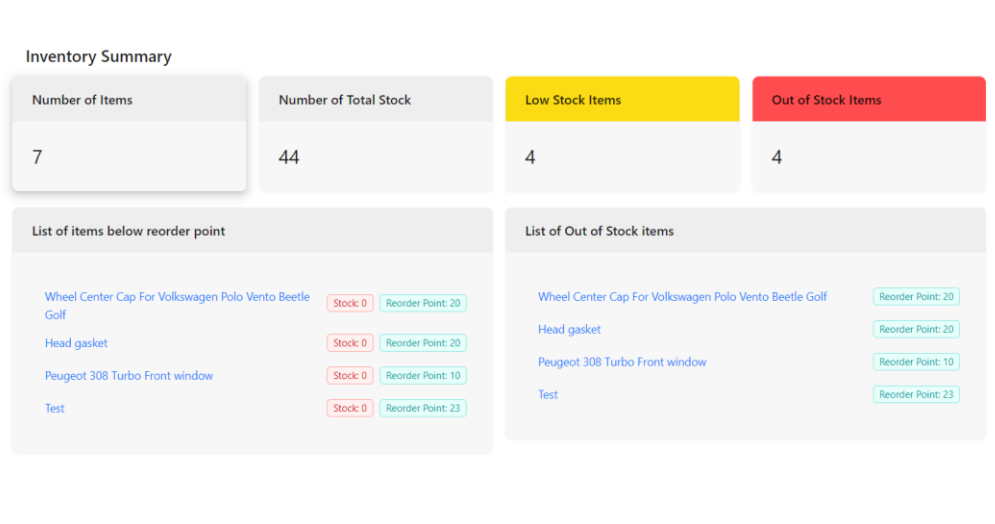 Inventory Summary
Number of Items
Number of Total Stock
Low Stock Items
Out of Stock Items
7
44
4
4
List of items below reorder point
Wheel Center Cap For Volkswagen Polo Vento Beetle
Golf
Stock: 0
Reorder Point: 20
Head gasket
Stock: 0
Reorder Point: 20
Peugeot 308 Turbo Front window
Stock: 0
Reorder Point: 10
Test
Stock: 0
Reorder Point: 23
List of Out of Stock items
Wheel Center Cap For Volkswagen Polo Vento Beetle Golf
Reorder Point: 20
Head gasket
Reorder Point: 20
Peugeot 308 Turbo Front window
Reorder Point: 10
Test
Reorder Point: 23